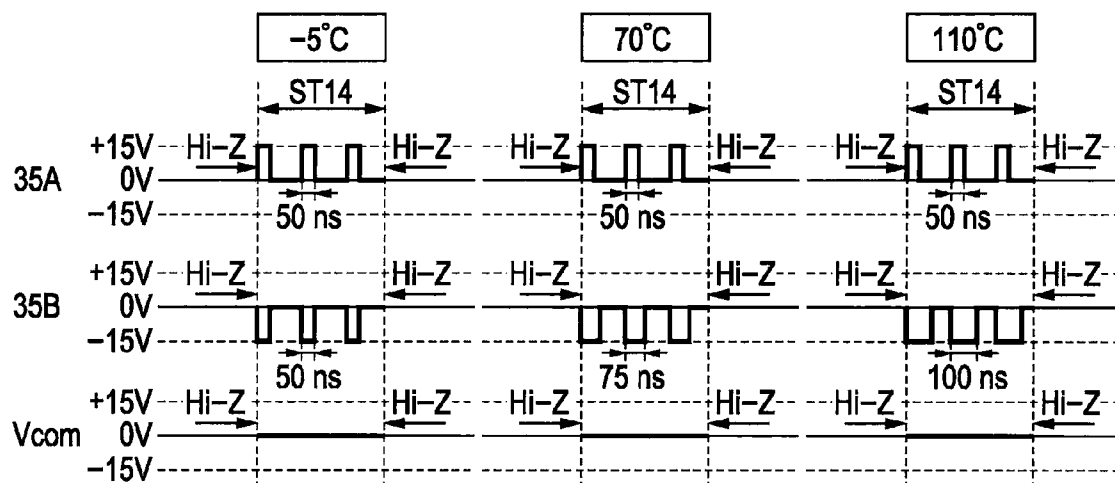 −5°C 70°C 110°C
ST14 ST14 ST14
+15V Hi−Z Hi−Z Hi−Z Hi−Z Hi−Z Hi−Z
35A 0V
−15V 50 ns 50 ns 50 ns
+15V Hi−Z Hi−Z Hi−Z Hi−Z Hi−Z Hi−Z
35B 0V
−15V
50 ns 75 ns 100 ns
+15V Hi−Z Hi−Z Hi−Z Hi−Z Hi−Z Hi−Z
Vcom 0V
−15V